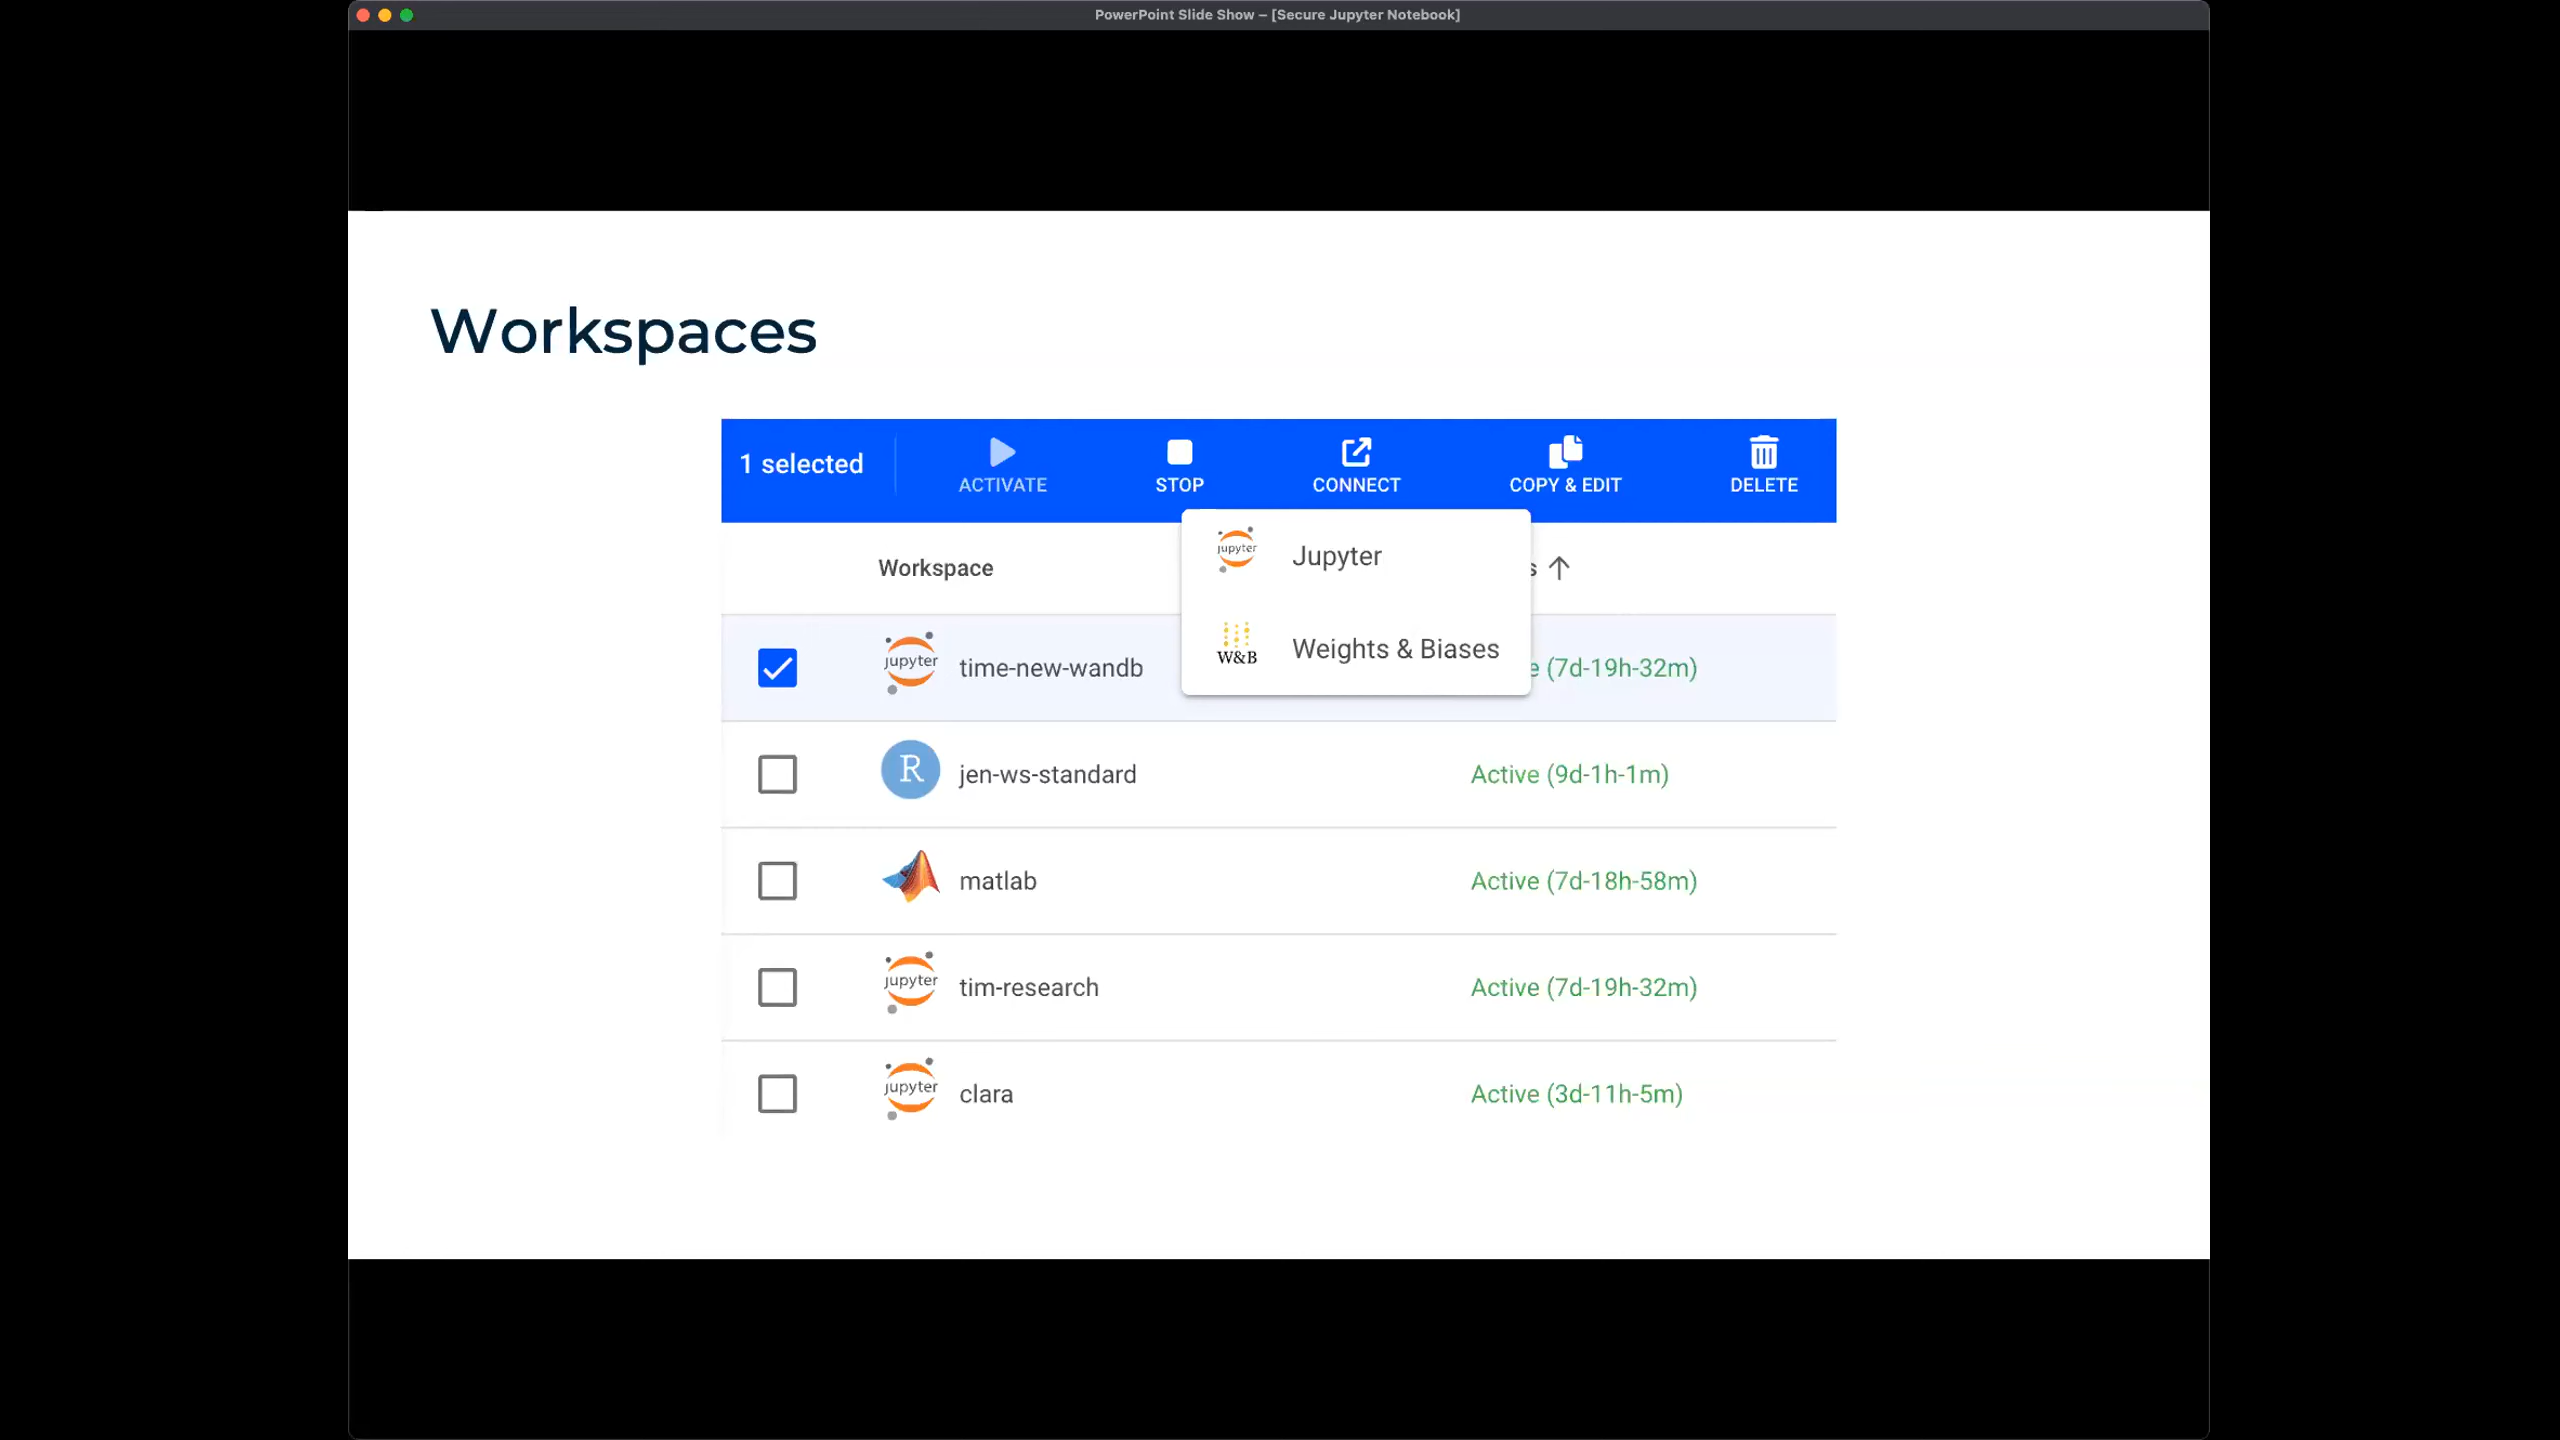 PowerPoint Slide Show – [Secure Jupyter Notebook]
Workspaces
1 selected
ACTIVATE
STOP
CONNECT
COPY & EDIT
DELETE
Workspace
s
jupyter
Jupyter
W&B
Weights & Biases
jupyter
time-new-wandb
e (7d-19h-32m)
R
jen-ws-standard
Active (9d-1h-1m)
matlab
Active (7d-18h-58m)
jupyter
tim-research
Active (7d-19h-32m)
jupyter
clara
Active (3d-11h-5m)